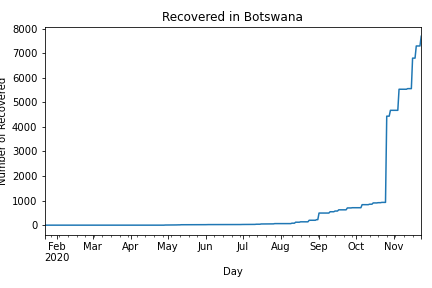 Recovered in Botswana
Number of Recovered
8000
7000
6000
5000
4000
3000
2000
1000
0
Feb Mar Apr May Jun Jul Aug Sep Oct Nov
2020
Day